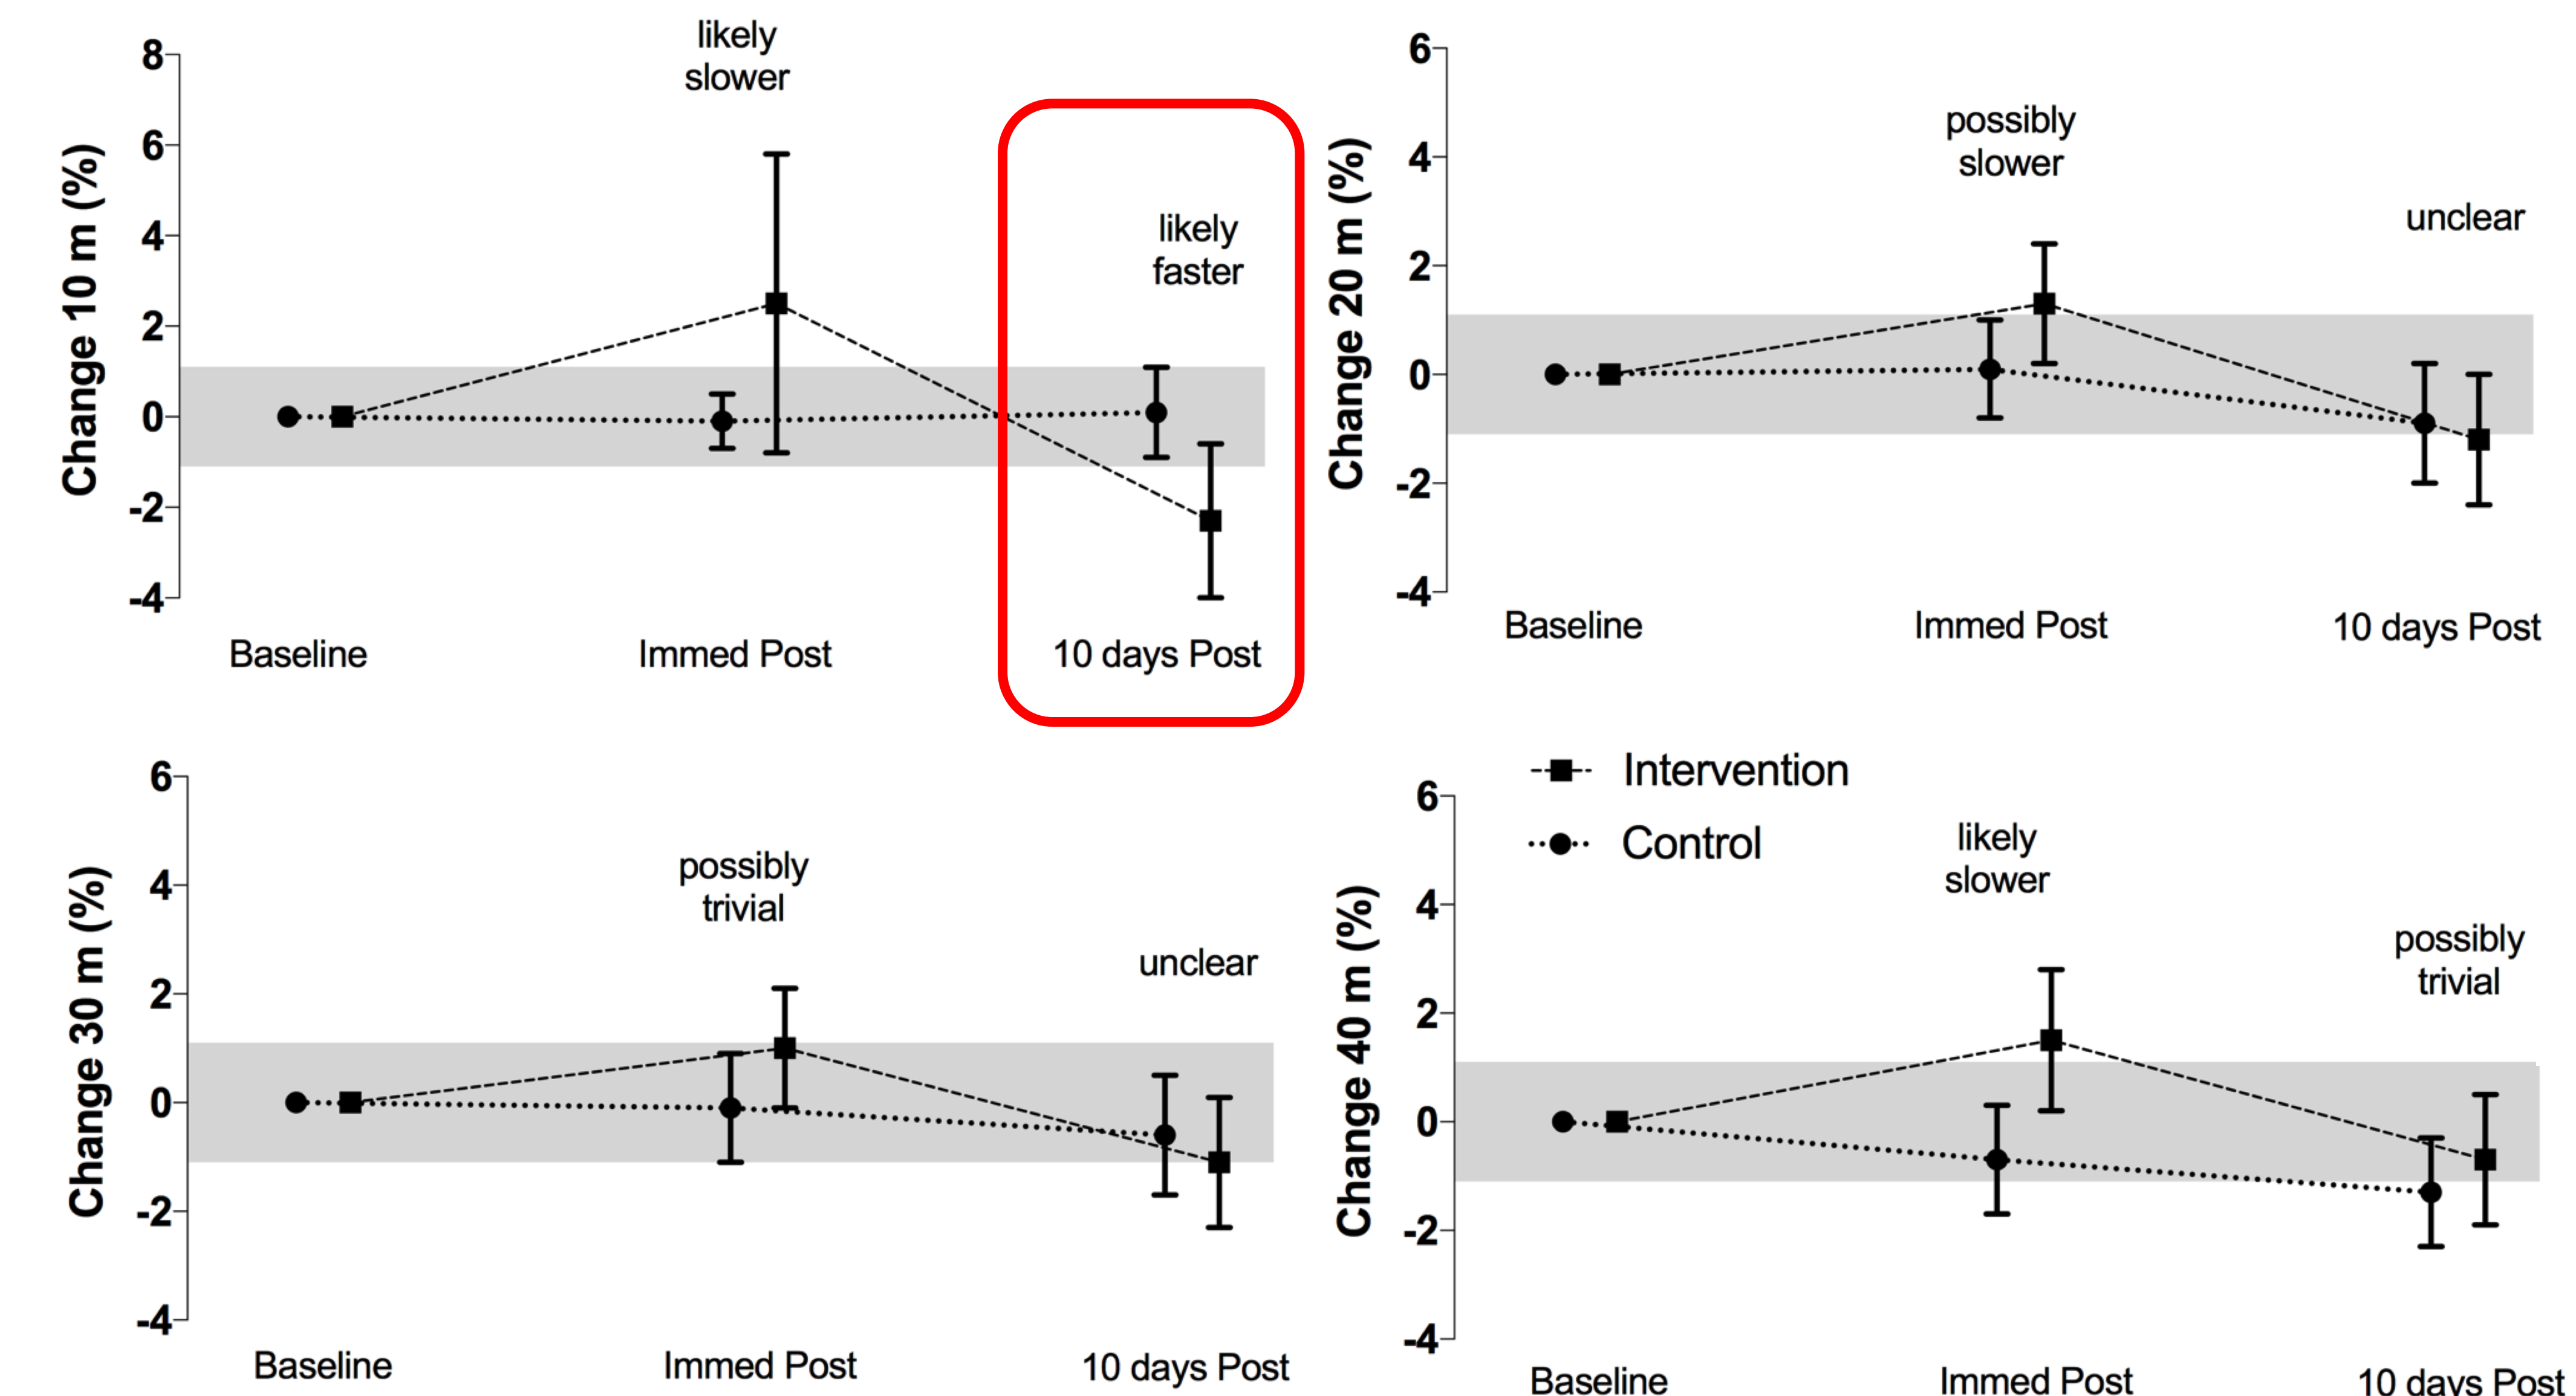 likely
slower
8
6
4
2
0
-2
-4
Change 10 m (%)
likely
faster
Baseline
Immed Post
10 days Post
possibly
slower
unclear
6
4
2
0
-2
-4
Change 20 m (%)
Baseline
Immed Post
10 days Post
possibly
trivial
unclear
6
4
2
0
-2
-4
Change 30 m (%)
Baseline
Immed Post
10 days Post
Intervention
Control
likely
slower
possibly
trivial
6
4
2
0
-2
-4
Change 40 m (%)
Baseline
Immed Post
10 days Post